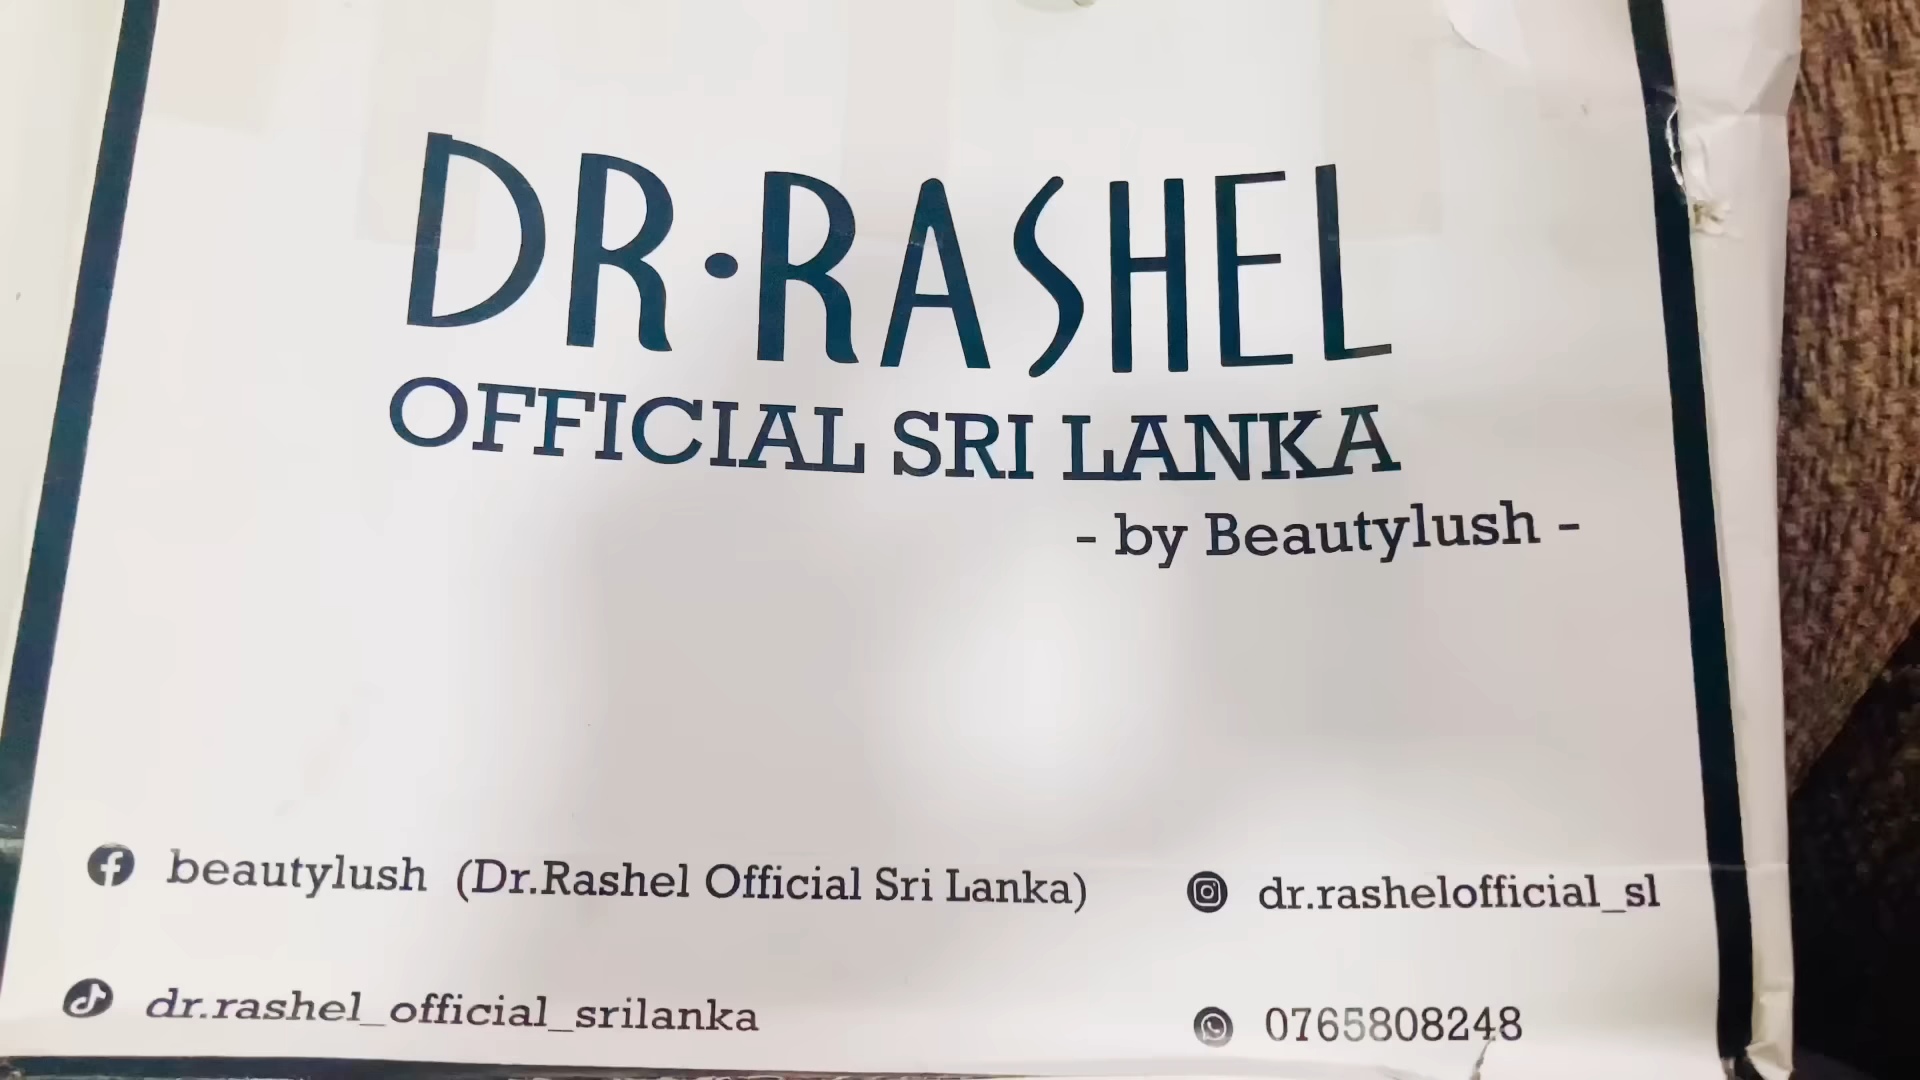 DR·RASHEL
OFFICIAL SRI LANKA
- by Beautylush -
beautylush (Dr.Rashel Official Sri Lanka)
dr.rashelofficial_sl
dr.rashel_official_srilanka
0765808248